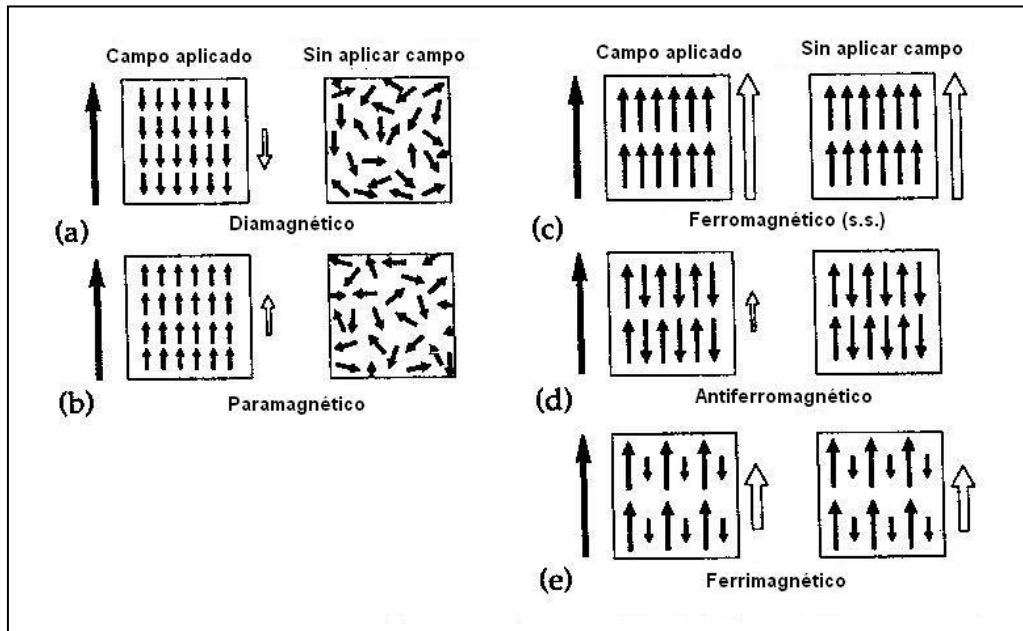 Campo aplicado Sin aplicar campo
(a)
Diamagnético
(b)
Paramagnético
Campo aplicado Sin aplicar campo
(c)
Ferromagnético (s.s.)
(d)
Antiferromagnético
(e)
Ferrimagnético